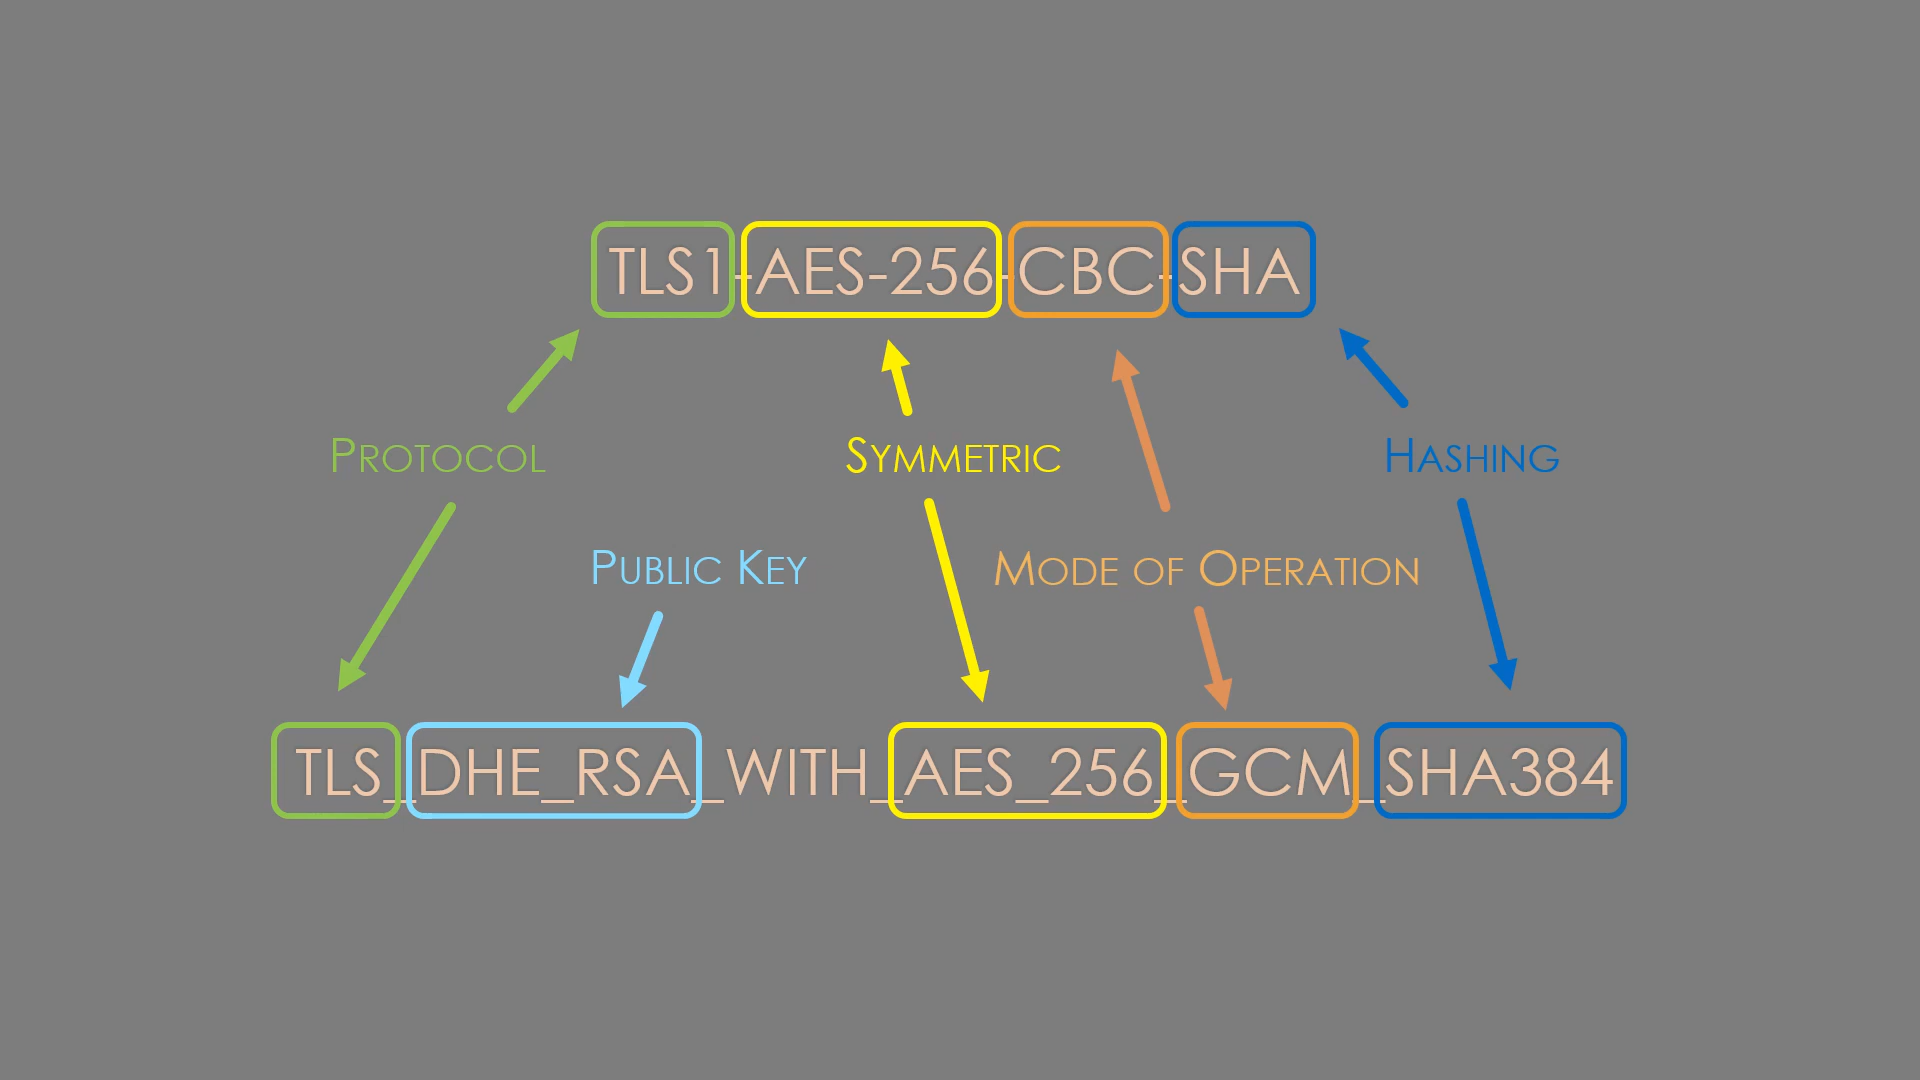 TLS1-AES-256-CBC-SHA
PROTOCOL
SYMMETRIC
HASHING
PUBLIC KEY
MODE OF OPERATION
TLS_DHE_RSA_WITH_AES_256_GCM_SHA384